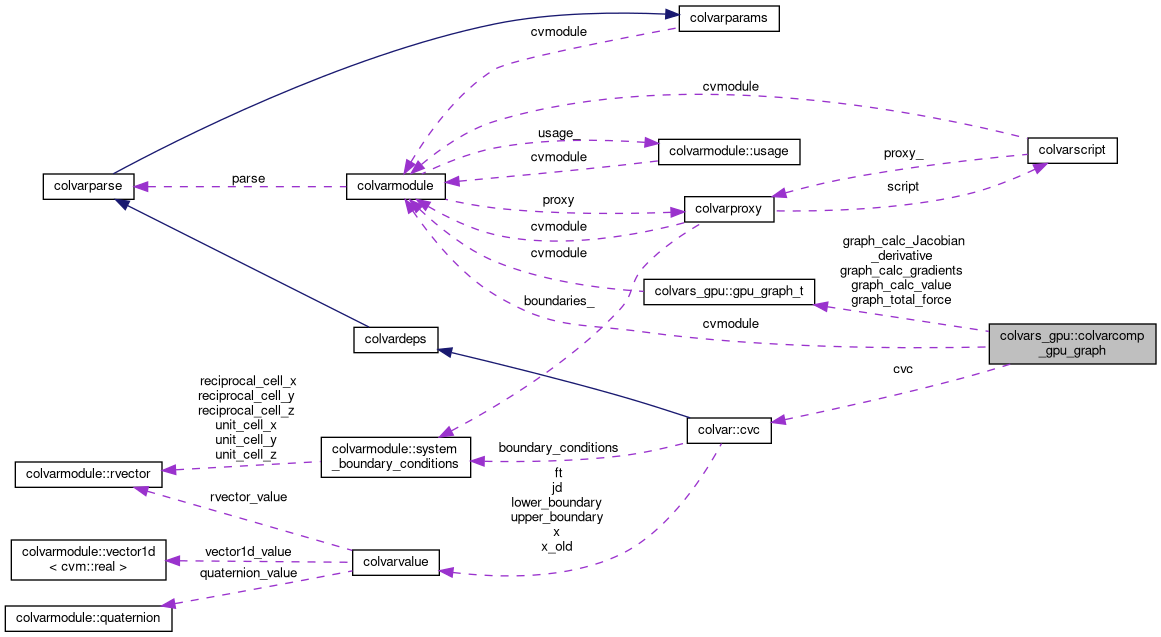 colvarparams
cvmodule
cvmodule
usage_
colvarmodule::usage
colvarscript
cvmodule
proxy_
colvarparse
parse
colvarmodule
script
proxy
colvarproxy
cvmodule
graph_calc_Jacobian
_derivative
graph_calc_gradients
graph_calc_value
graph_total_force
cvmodule
colvars_gpu::gpu_graph_t
boundaries_
cvmodule
colvars_gpu::colvarcomp
_gpu_graph
colvardeps
cvc
reciprocal_cell_x
reciprocal_cell_y
reciprocal_cell_z
unit_cell_x
unit_cell_y
unit_cell_z
colvar::cvc
colvarmodule::system
_boundary_conditions
boundary_conditions
colvarmodule::rvector
ft
jd
lower_boundary
upper_boundary
x
x_old
rvector_value
colvarmodule::vector1d
< cvm::real >
vector1d_value
colvarvalue
quaternion_value
colvarmodule::quaternion